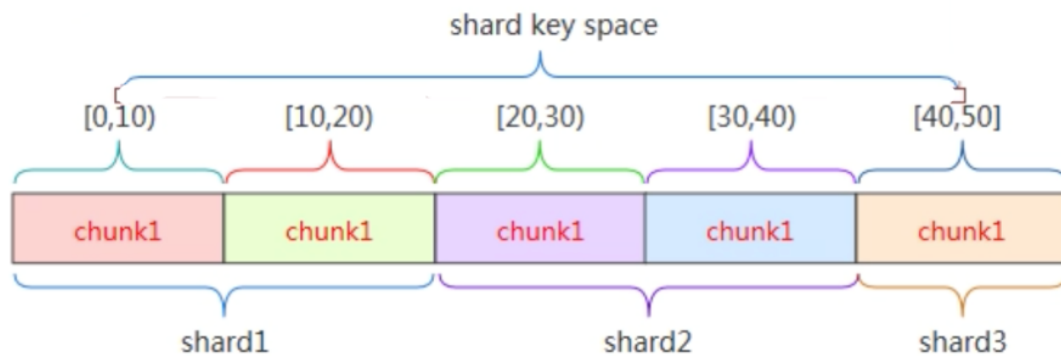 shard key space
[0,10) [10,20) [20,30) [30,40) [40,50]
chunk1 chunk1 chunk1 chunk1 chunk1
shard1 shard2 shard3